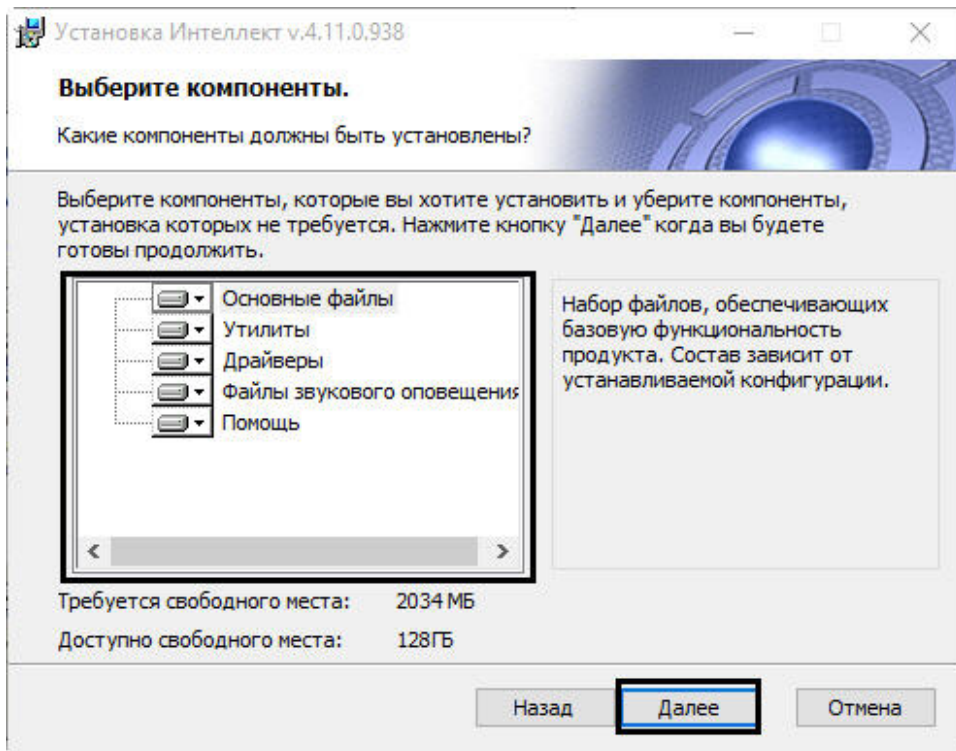 Установка Интеллект v.4.11.0.938
Выберите компоненты.
Какие компоненты должны быть установлены?
Выберите компоненты, которые вы хотите установить и уберите компоненты,
установка которых не требуется. Нажмите кнопку "Далее" когда вы будете
готовы продолжить.
Основные файлы
Утилиты
Драйверы
Файлы звукового оповещения
Помощь
Набор файлов, обеспечивающих
базовую функциональность
продукта. Состав зависит от
устанавливаемой конфигурации.
Требуется свободного места: 2034 МБ
Доступно свободного места: 128ГБ
Назад
Далее
Отмена